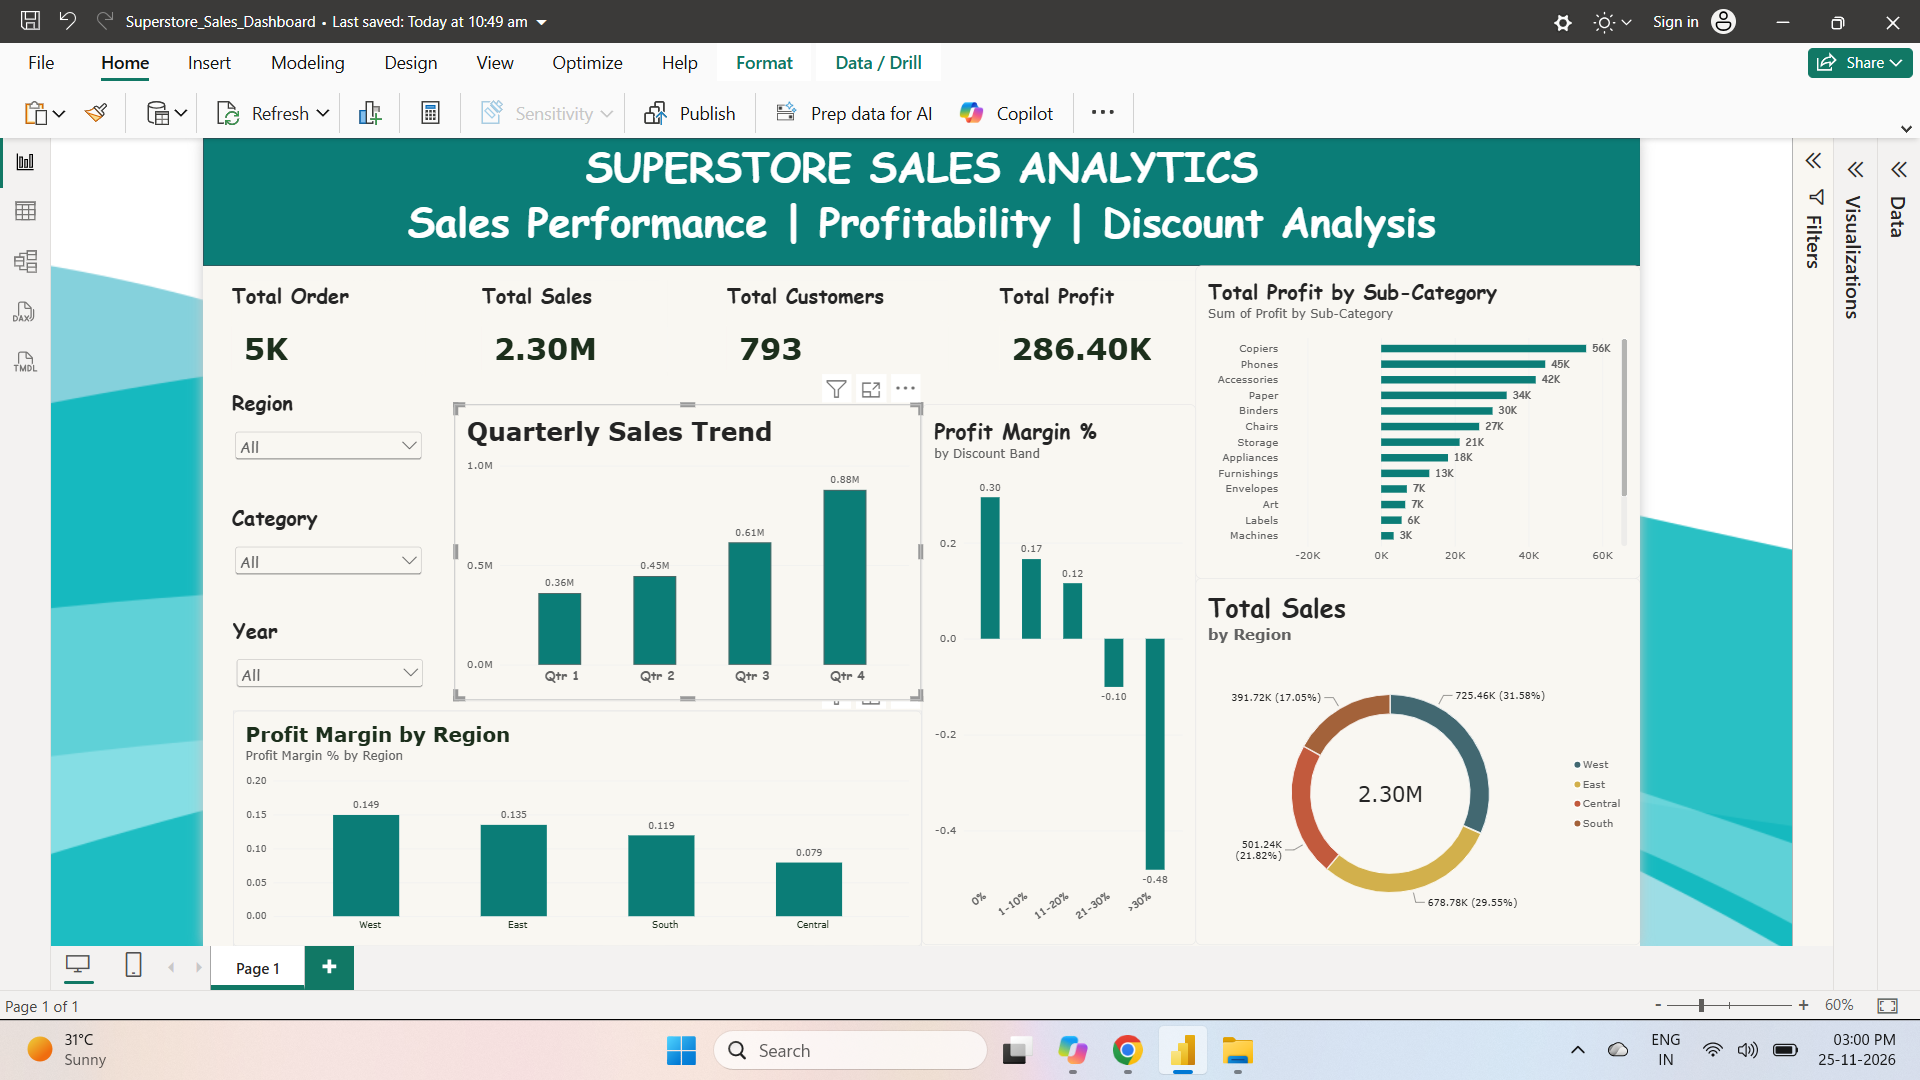 Superstore_Sales_Dashboard • Last saved: Today at 10:49 am
Sign in
File
Home
Insert
Modeling
Design
View
Optimize
Help
Format
Data / Drill
Share
Refresh
Sensitivity
Publish
Prep data for AI
Copilot
DAX
TMDL
SUPERSTORE SALES ANALYTICS
Sales Performance | Profitability | Discount Analysis
Total Order
5K
Total Sales
2.30M
Total Customers
793
Total Profit
286.40K
Region
All
Category
All
Year
All
Quarterly Sales Trend
1.0M
0.5M
0.0M
0.36M
0.45M
0.61M
0.88M
Qtr 1
Qtr 2
Qtr 3
Qtr 4
Profit Margin %
by Discount Band
0.2
0.0
-0.2
-0.4
0.30
0.17
0.12
-0.10
-0.48
0%
1-10%
11-20%
21-30%
>30%
Total Profit by Sub-Category
Sum of Profit by Sub-Category
Copiers 56K
Phones 45K
Accessories 42K
Paper 34K
Binders 30K
Chairs 27K
Storage 21K
Appliances 18K
Furnishings 13K
Envelopes 7K
Art 7K
Labels 6K
Machines 3K
-20K 0K 20K 40K 60K
Total Sales
by Region
391.72K (17.05%)
725.46K (31.58%)
501.24K
(21.82%)
678.78K (29.55%)
2.30M
West
East
Central
South
Profit Margin by Region
Profit Margin % by Region
0.20
0.15
0.10
0.05
0.00
0.149
0.135
0.119
0.079
West
East
South
Central
Filters
Visualizations
Data
Page 1
Page 1 of 1
60%
31°C
Sunny
Search
ENG
IN
03:00 PM
25-11-2026